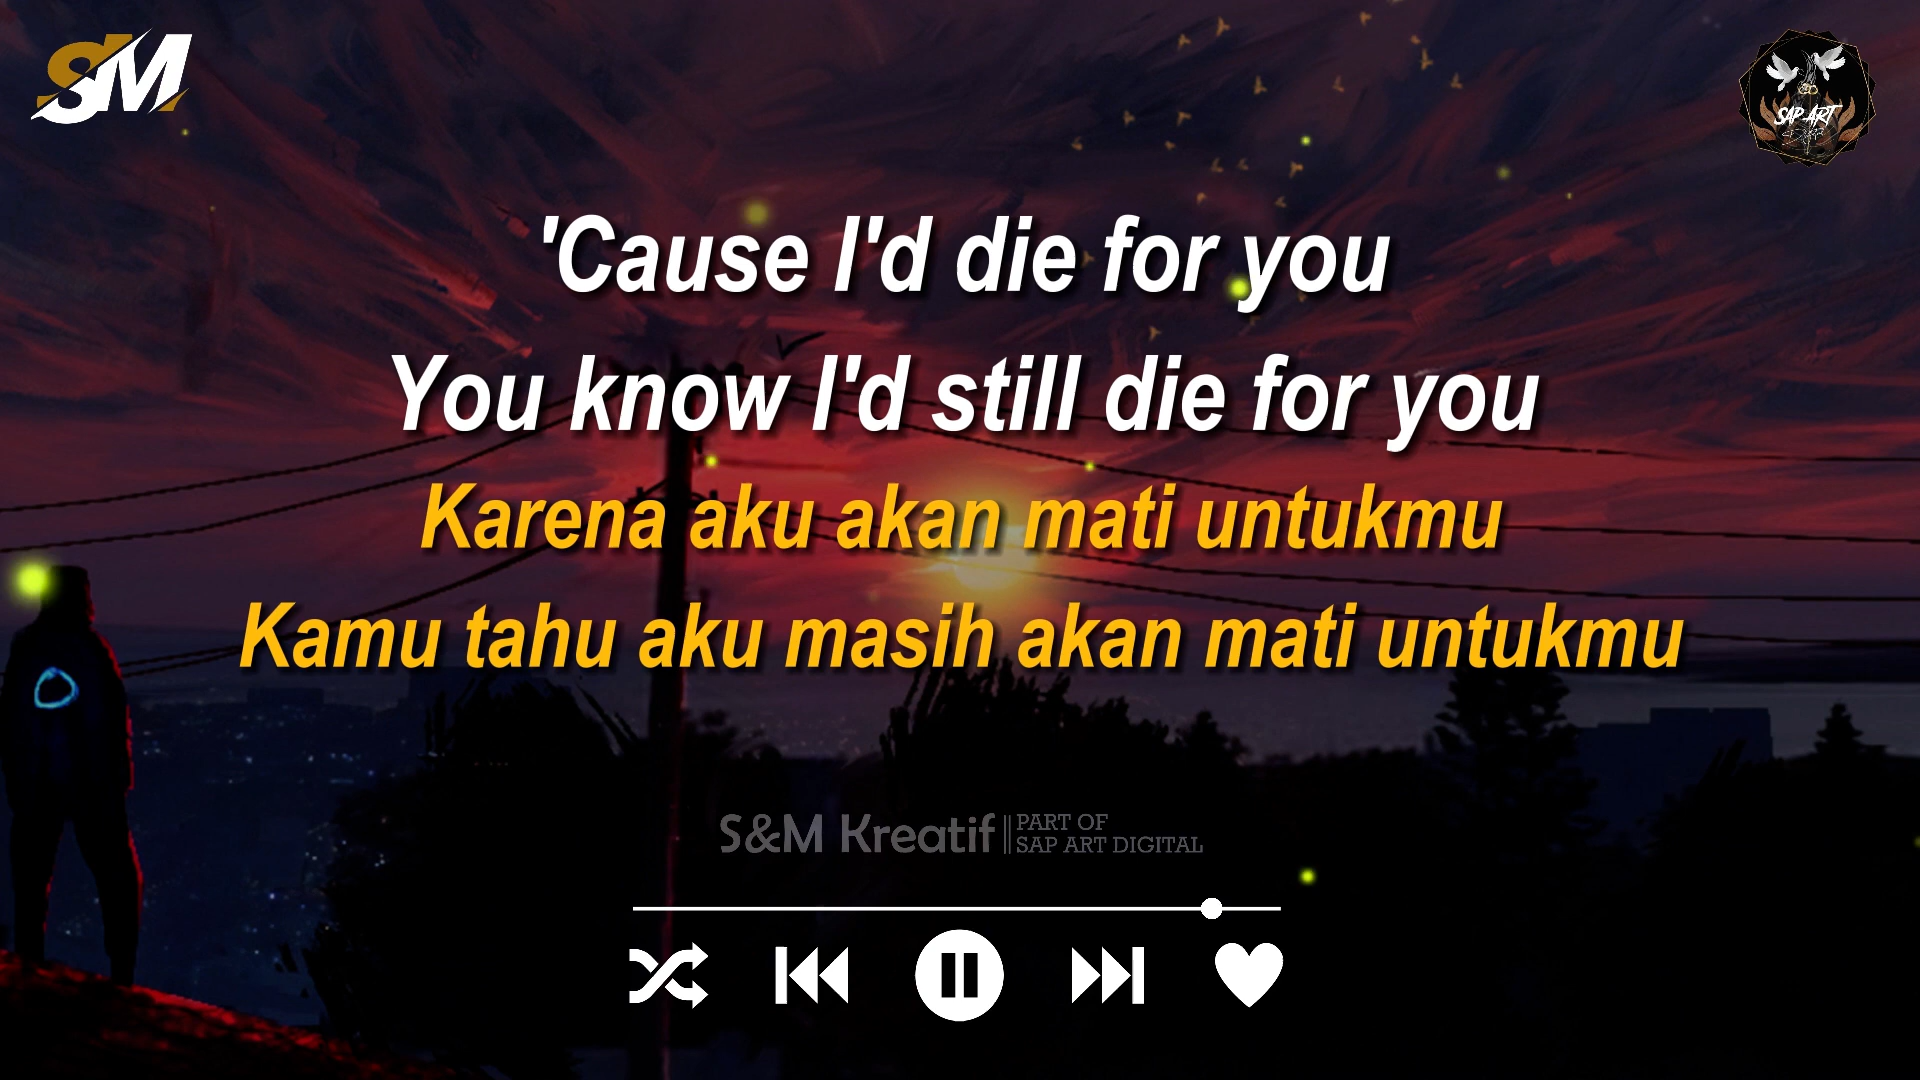 SM
SAP ART
'Cause I'd die for you
You know I'd still die for you
Karena aku akan mati untukmu
Kamu tahu aku masih akan mati untukmu
S&M Kreatif
PART OF
SAP ART DIGITAL